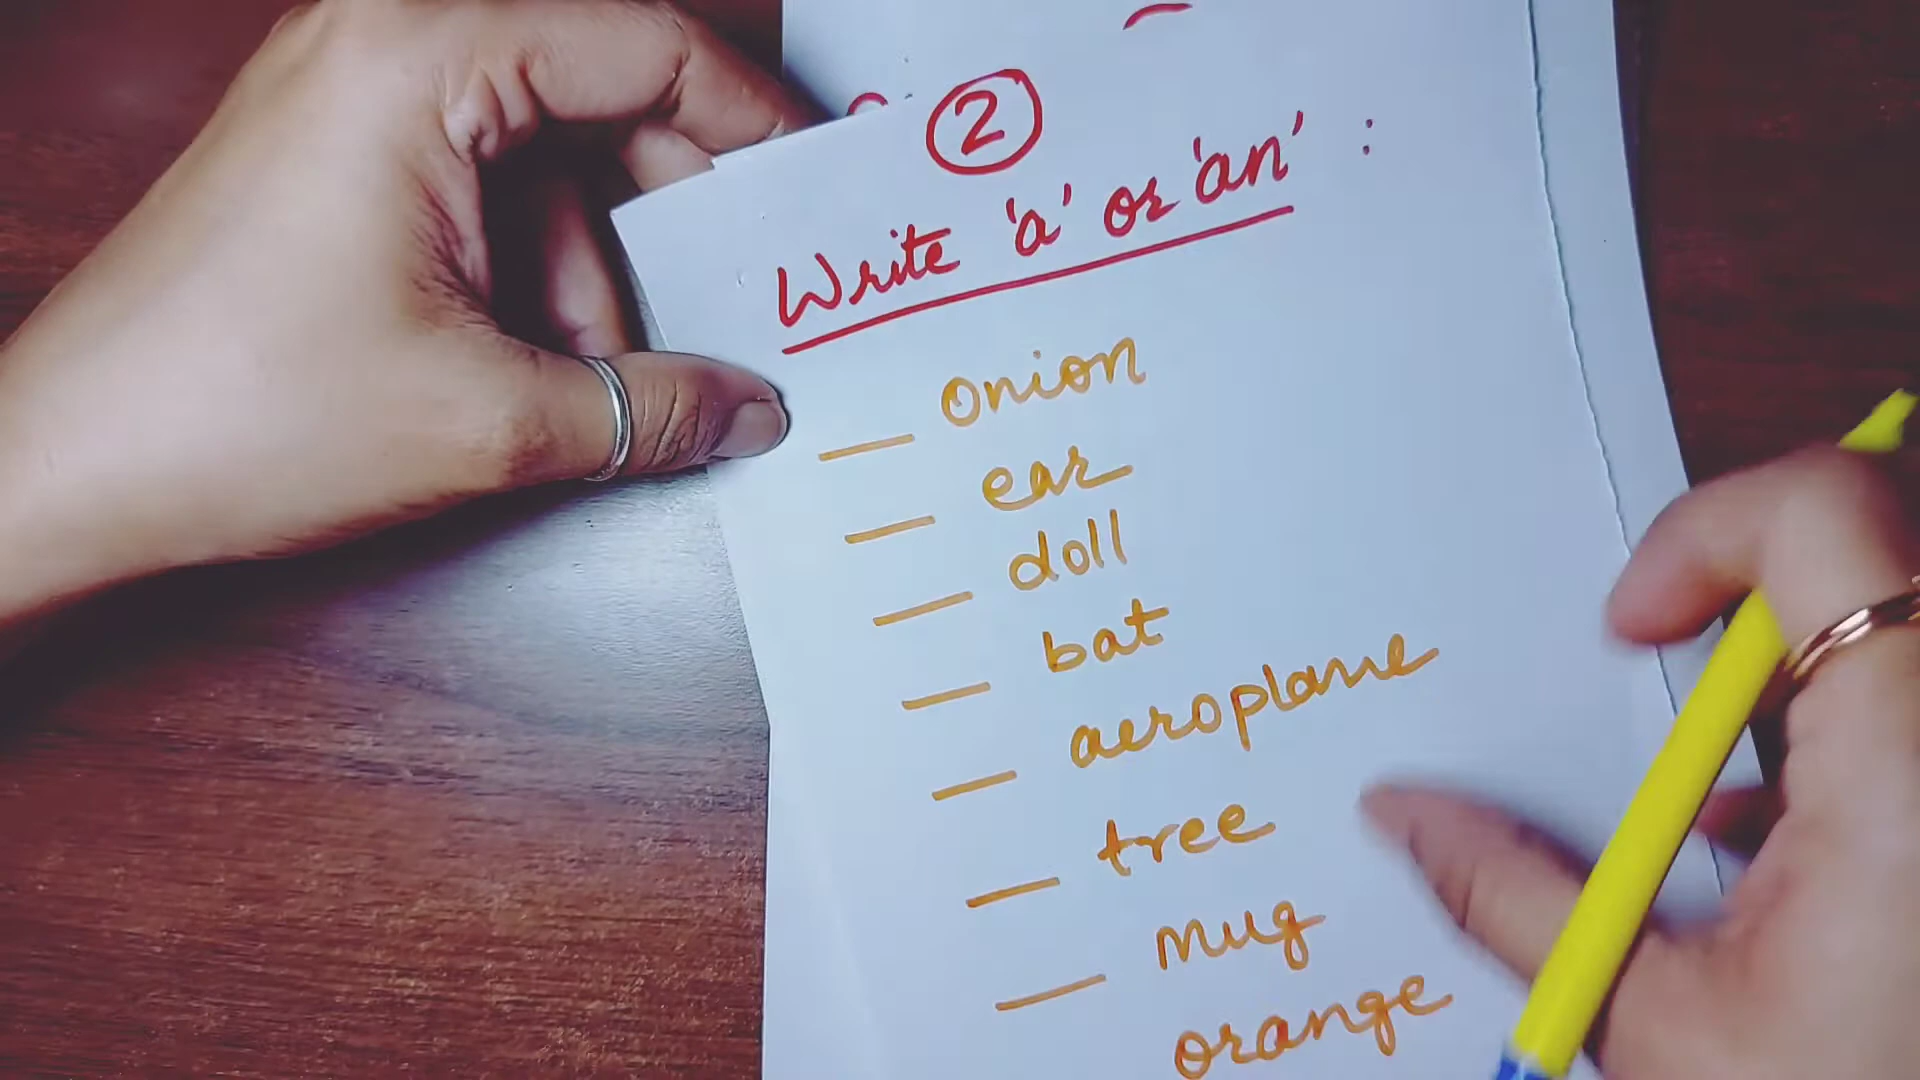 2
Write 'a' or 'an' :
__ onion
__ ear
__ doll
__ bat
__ aeroplane
__ tree
__ mug
orange